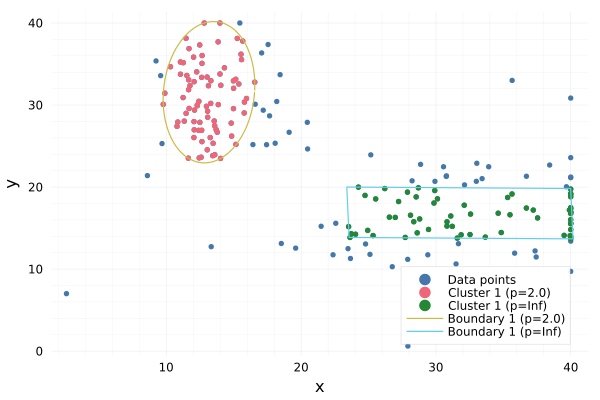 40
30
y
20
10
0
Data points
Cluster 1 (p=2.0)
Cluster 1 (p=Inf)
Boundary 1 (p=2.0)
Boundary 1 (p=Inf)
10 20 30 40
x